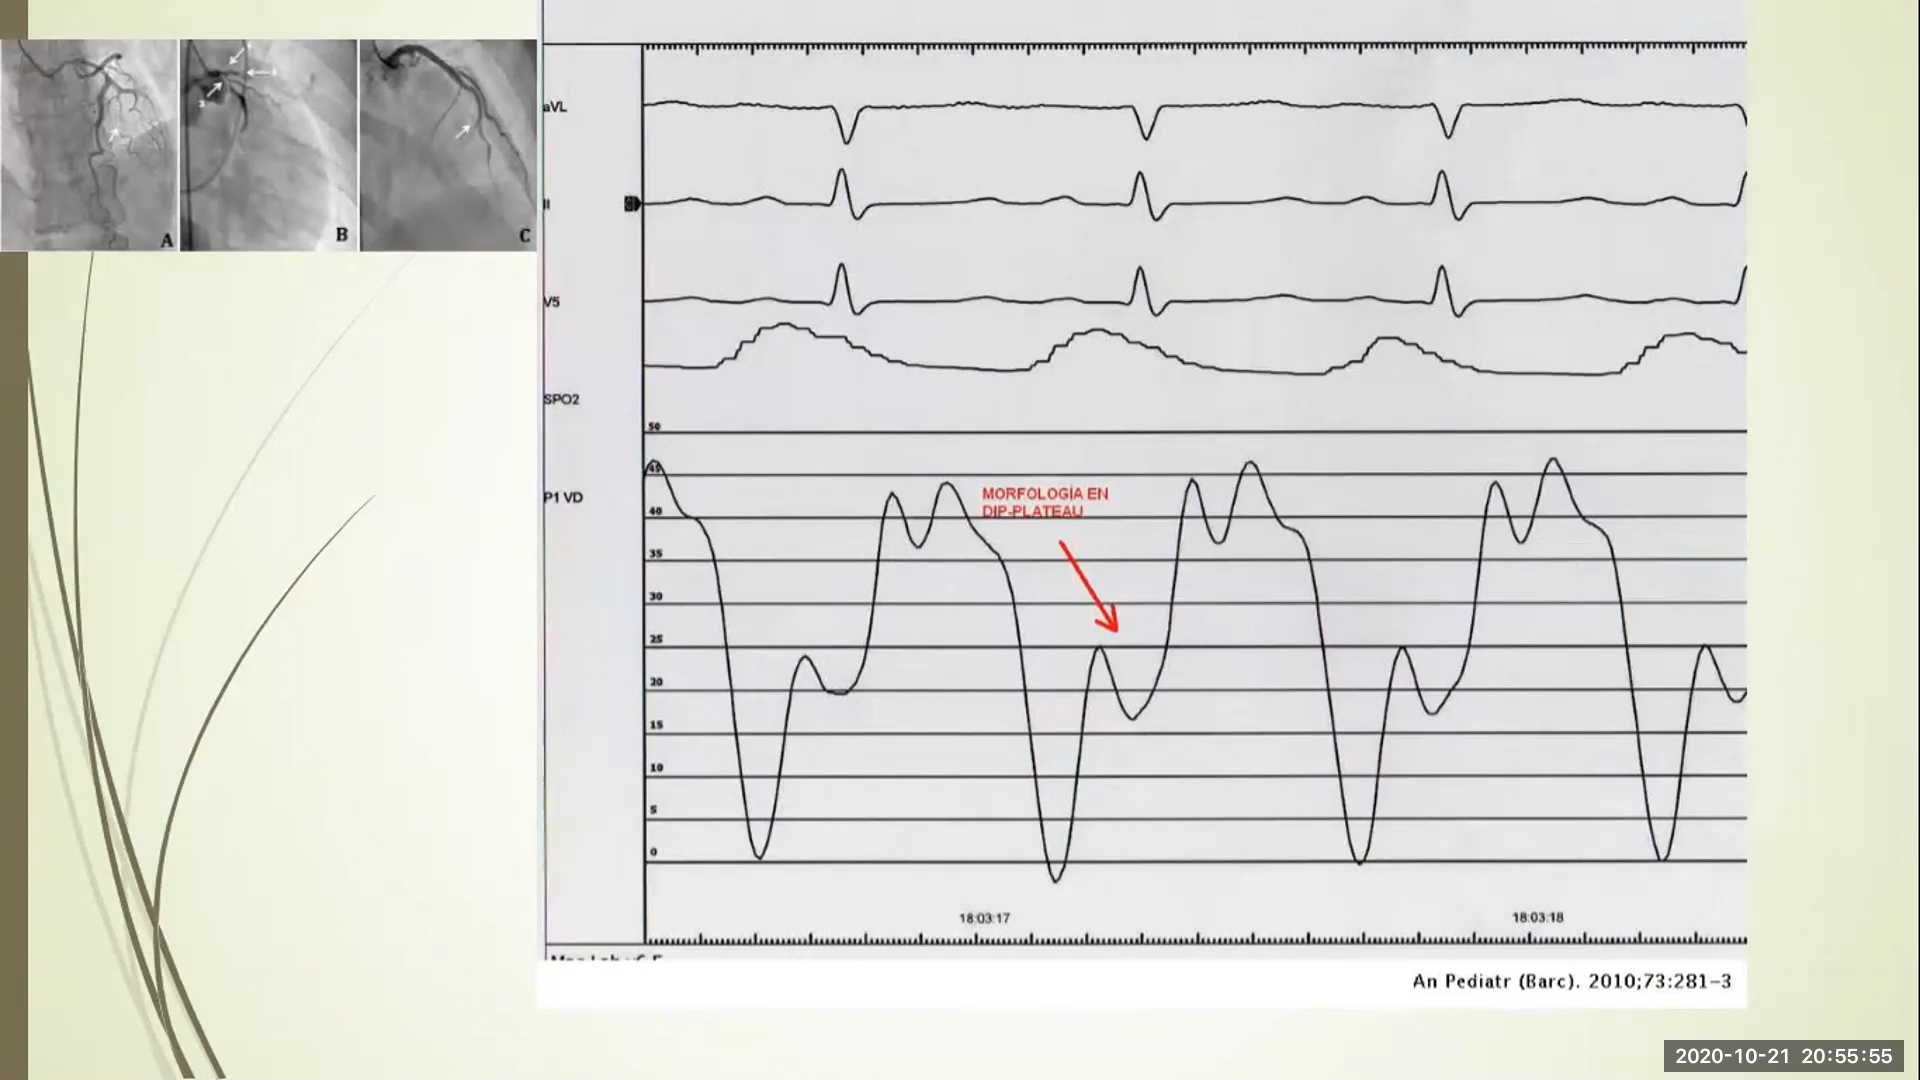 A
B
C
3
aVL
II
V5
SPO2
P1 VD
50
45
40
35
30
25
20
15
10
5
0
MORFOLOGÍA EN
DIP-PLATEAU
18:03:17
18:03:18
An Pediatr (Barc). 2010;73:281–3
2020-10-21 20:55:55